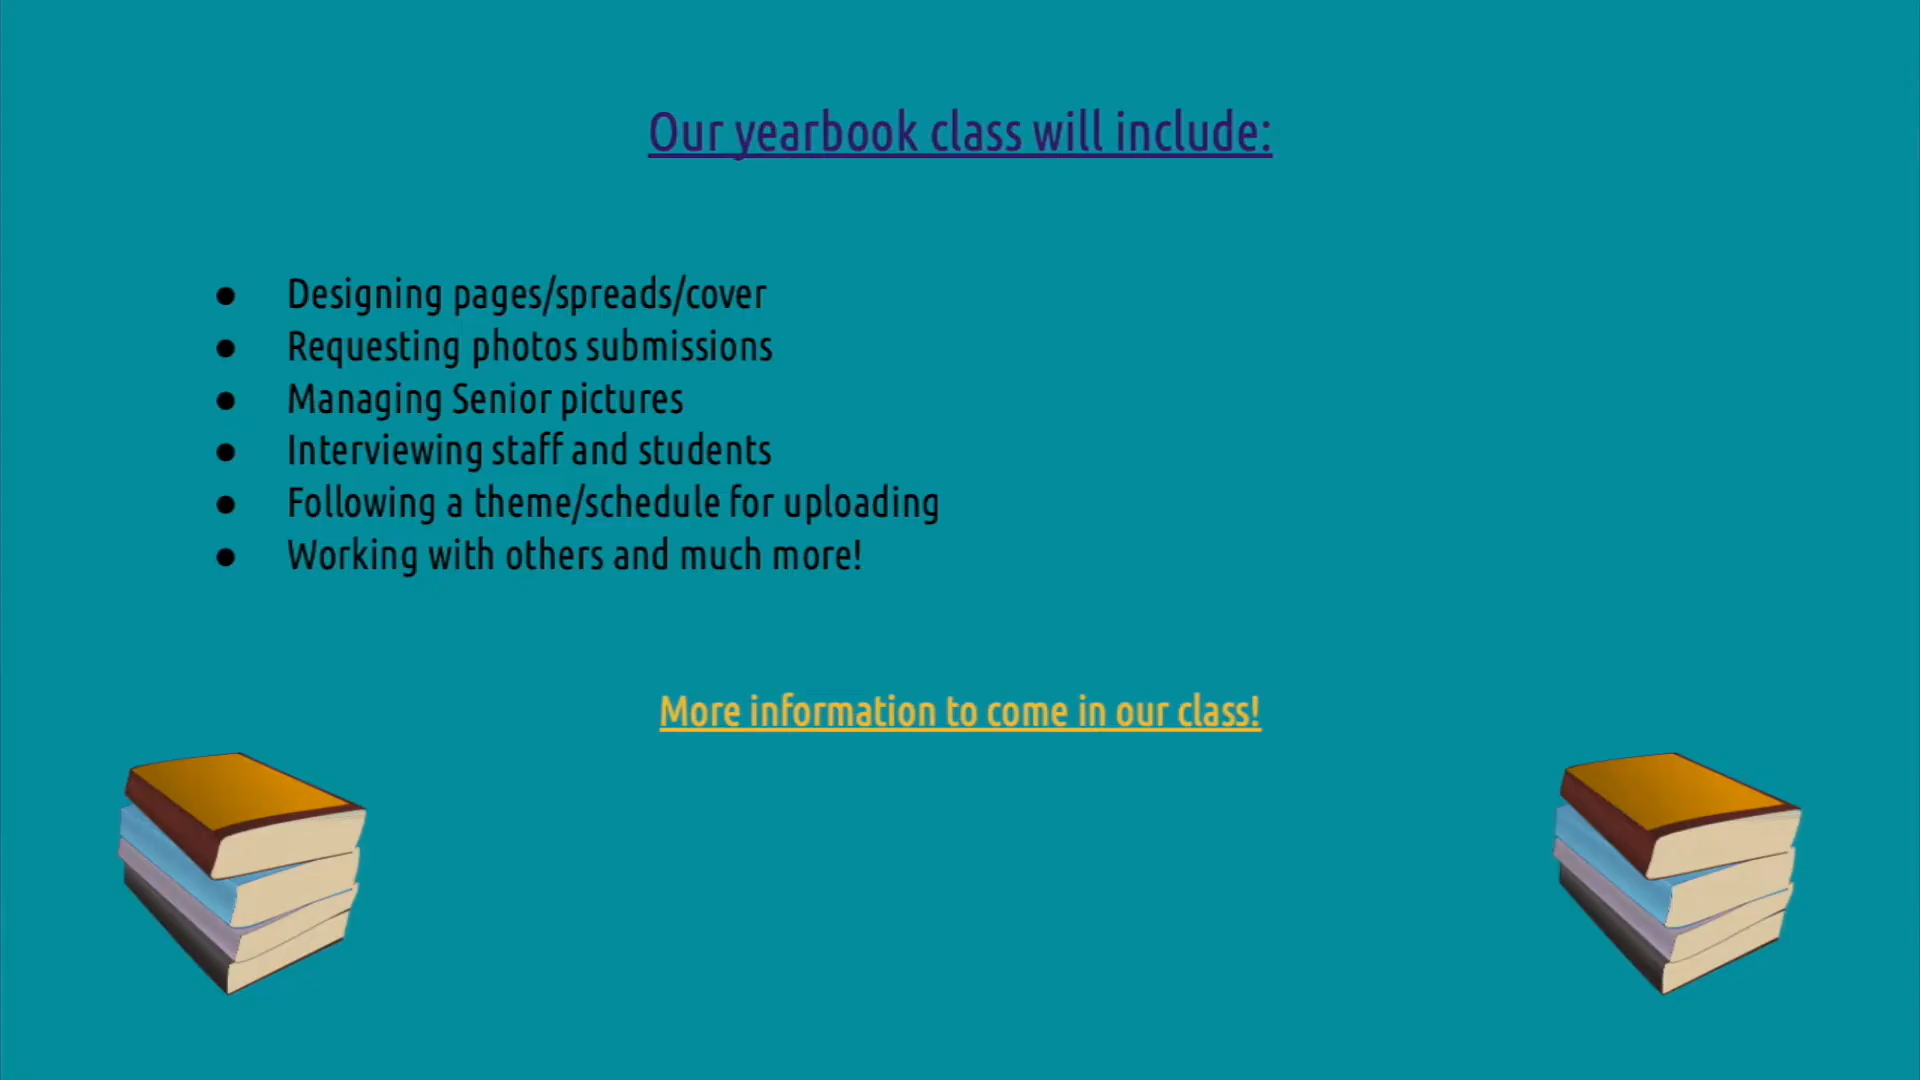 Our yearbook class will include:
● Designing pages/spreads/cover
● Requesting photos submissions
● Managing Senior pictures
● Interviewing staff and students
● Following a theme/schedule for uploading
● Working with others and much more!
More information to come in our class!